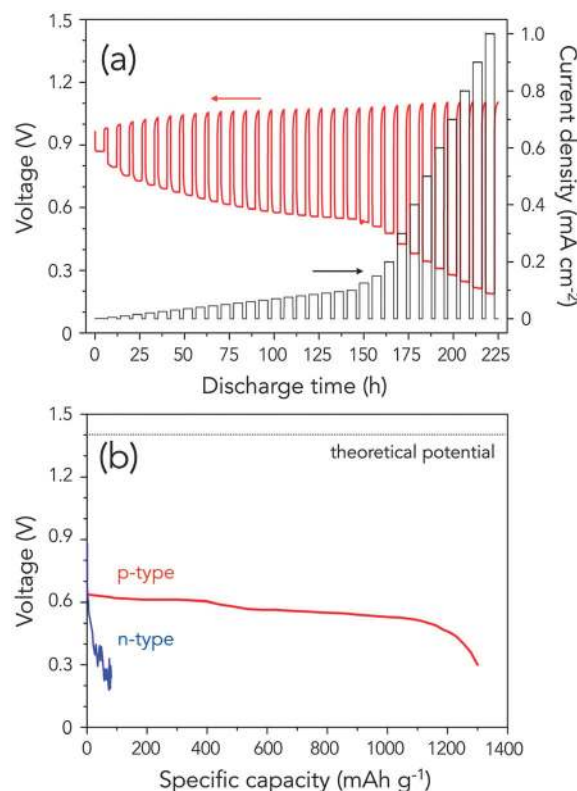 (a)
Voltage (V)
1.5
1.2
0.9
0.6
0.3
0
Current density (mA cm-2)
1.0
0.8
0.6
0.4
0.2
0
0 25 50 75 100 125 150 175 200 225
Discharge time (h)
(b)
Voltage (V)
1.5
1.2
0.9
0.6
0.3
0
theoretical potential
p-type
n-type
0 200 400 600 800 1000 1200 1400
Specific capacity (mAh g-1)